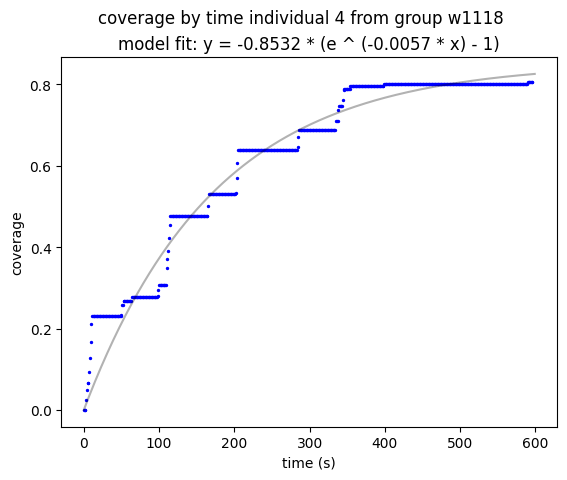 coverage by time individual 4 from group w1118
model fit: y = -0.8532 * (e ^ (-0.0057 * x) - 1)
0.8
0.6
0.4
0.2
0.0
coverage
0 100 200 300 400 500 600
time (s)